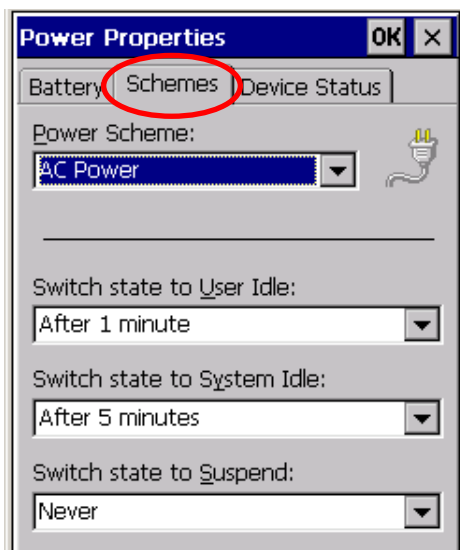 Power Properties OK ×
Battery Schemes Device Status
Power Scheme:
AC Power
Switch state to User Idle:
After 1 minute
Switch state to System Idle:
After 5 minutes
Switch state to Suspend:
Never